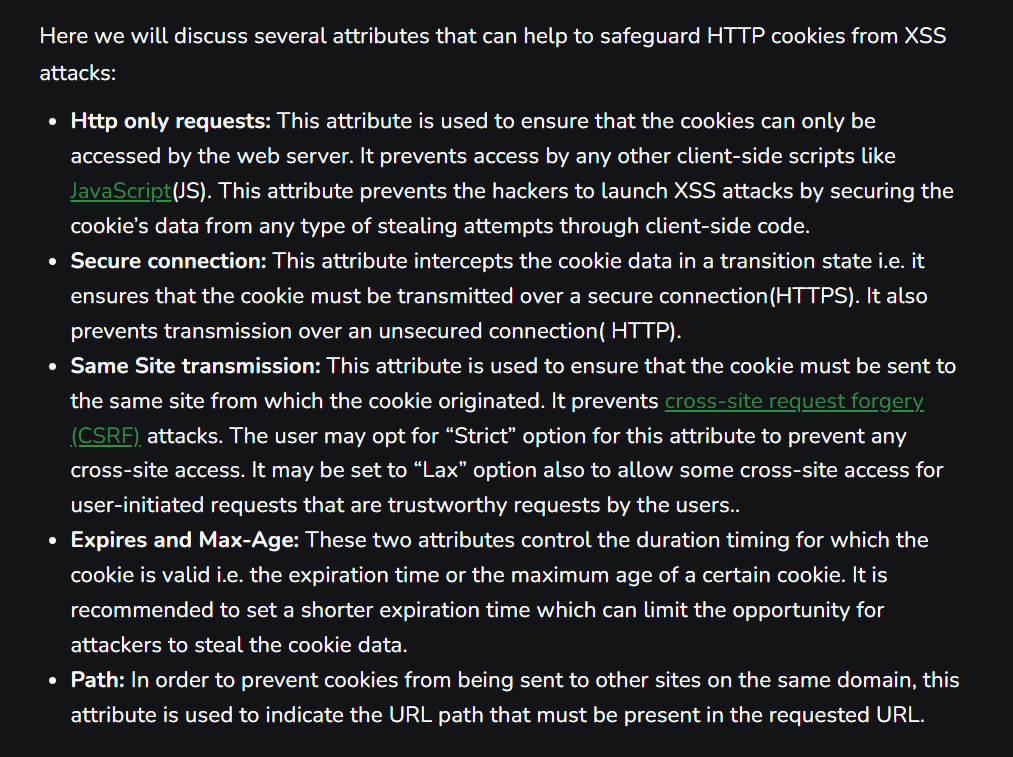 Here we will discuss several attributes that can help to safeguard HTTP cookies from XSS
attacks:
• Http only requests: This attribute is used to ensure that the cookies can only be
accessed by the web server. It prevents access by any other client-side scripts like
JavaScript(JS). This attribute prevents the hackers to launch XSS attacks by securing the
cookie’s data from any type of stealing attempts through client-side code.
• Secure connection: This attribute intercepts the cookie data in a transition state i.e. it
ensures that the cookie must be transmitted over a secure connection(HTTPS). It also
prevents transmission over an unsecured connection( HTTP).
• Same Site transmission: This attribute is used to ensure that the cookie must be sent to
the same site from which the cookie originated. It prevents cross-site request forgery
(CSRF) attacks. The user may opt for “Strict” option for this attribute to prevent any
cross-site access. It may be set to “Lax” option also to allow some cross-site access for
user-initiated requests that are trustworthy requests by the users..
• Expires and Max-Age: These two attributes control the duration timing for which the
cookie is valid i.e. the expiration time or the maximum age of a certain cookie. It is
recommended to set a shorter expiration time which can limit the opportunity for
attackers to steal the cookie data.
• Path: In order to prevent cookies from being sent to other sites on the same domain, this
attribute is used to indicate the URL path that must be present in the requested URL.